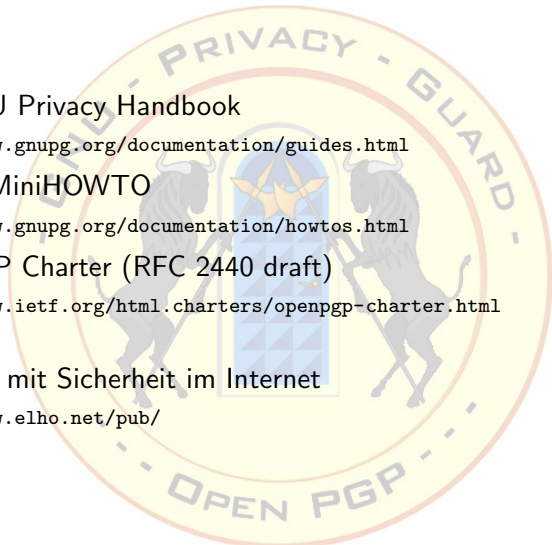 GNU - PRIVACY - GUARD -
U Privacy Handbook
w.gnupg.org/documentation/guides.html
MiniHOWTO
w.gnupg.org/documentation/howtos.html
P Charter (RFC 2440 draft)
w.ietf.org/html.charters/openpgp-charter.html
mit Sicherheit im Internet
w.elho.net/pub/
OPEN PGP